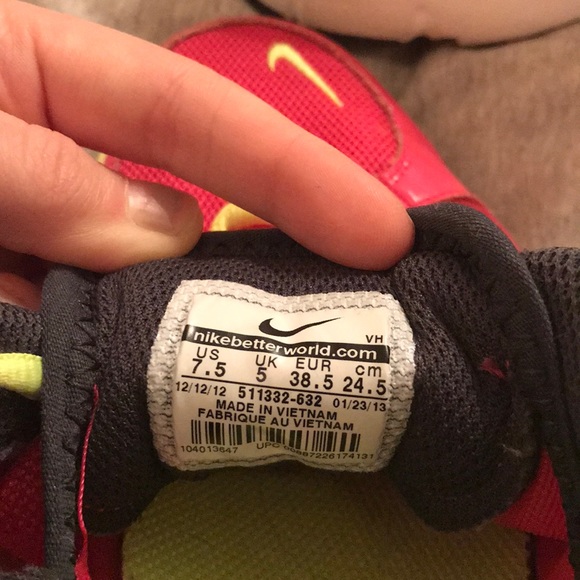 VH
nikebetterworld.com
US UK EUR cm
7.5 5 38.5 24.5
12/12/12 511332-632 01/23/13
MADE IN VIETNAM
FABRIQUE AU VIETNAM
104013647 UPC